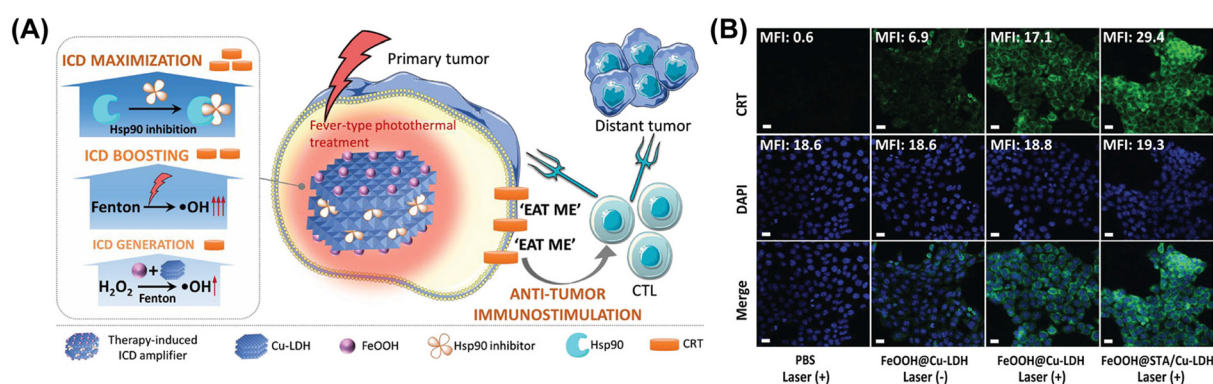 (A)
ICD MAXIMIZATION
Hsp90 inhibition
ICD BOOSTING
Fenton
•OH
ICD GENERATION
H₂O₂
Fenton
•OH
Primary tumor
Fever-type photothermal
treatment
Distant tumor
'EAT ME'
'EAT ME'
CTL
ANTI-TUMOR
IMMUNOSTIMULATION
Therapy-induced
ICD amplifier
Cu-LDH
FeOOH
Hsp90 inhibitor
Hsp90
CRT
(B)
MFI: 0.6
MFI: 6.9
MFI: 17.1
MFI: 29.4
CRT
MFI: 18.6
MFI: 18.6
MFI: 18.8
MFI: 19.3
DAPI
Merge
PBS
Laser (+)
FeOOH@Cu-LDH
Laser (-)
FeOOH@Cu-LDH
Laser (+)
FeOOH@STA/Cu-LDH
Laser (+)